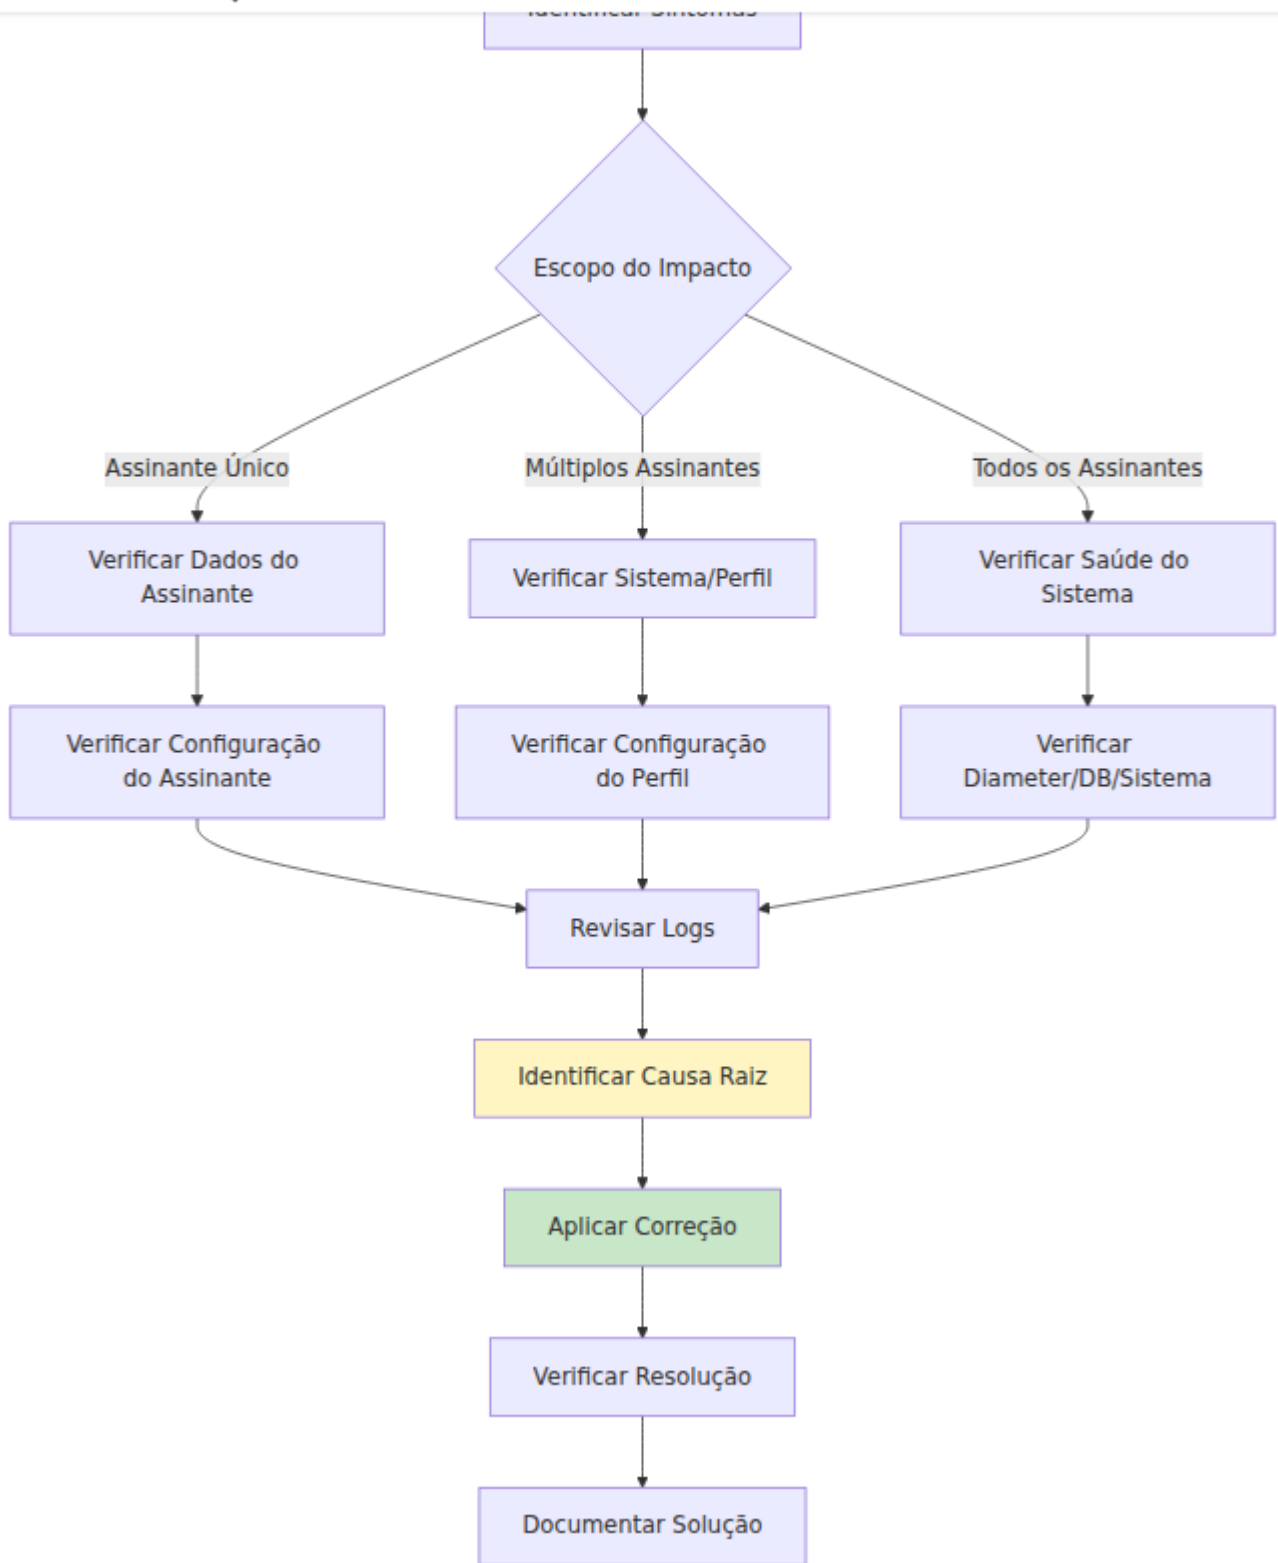 Identificar Sintomas
Escopo do Impacto
Assinante Único
Múltiplos Assinantes
Todos os Assinantes
Verificar Dados do
Assinante
Verificar Sistema/Perfil
Verificar Saúde do
Sistema
Verificar Configuração
do Assinante
Verificar Configuração
do Perfil
Verificar
Diameter/DB/Sistema
Revisar Logs
Identificar Causa Raiz
Aplicar Correção
Verificar Resolução
Documentar Solução